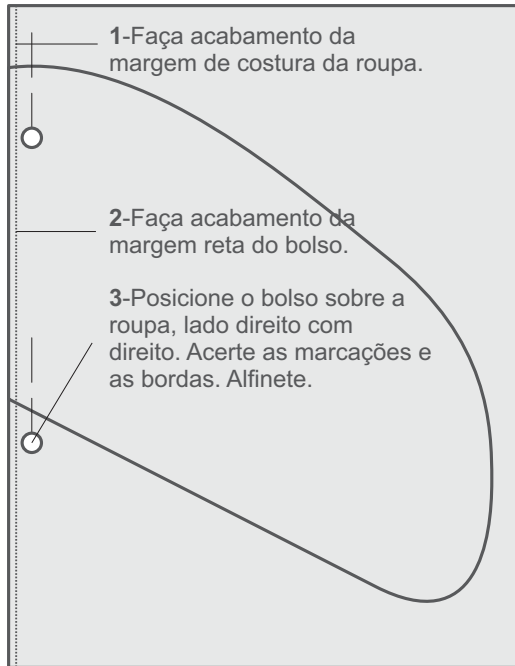 1-Faça acabamento da
margem de costura da roupa.
2-Faça acabamento da
margem reta do bolso.
3-Posicione o bolso sobre a
roupa, lado direito com
direito. Acerte as marcações e
as bordas. Alfinete.